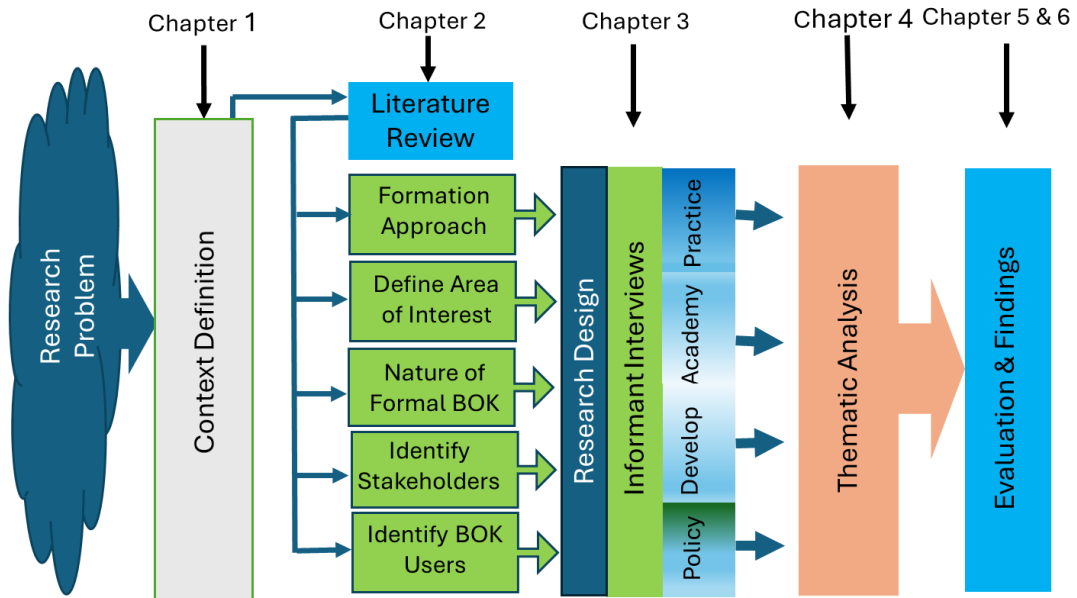 Chapter 1
Chapter 2
Chapter 3
Chapter 4
Chapter 5 & 6
Research
Problem
Context Definition
Literature
Review
Formation
Approach
Define Area
of Interest
Nature of
Formal BOK
Identify
Stakeholders
Identify BOK
Users
Research Design
Informant Interviews
Practice
Academy
Develop
Policy
Thematic Analysis
Evaluation & Findings